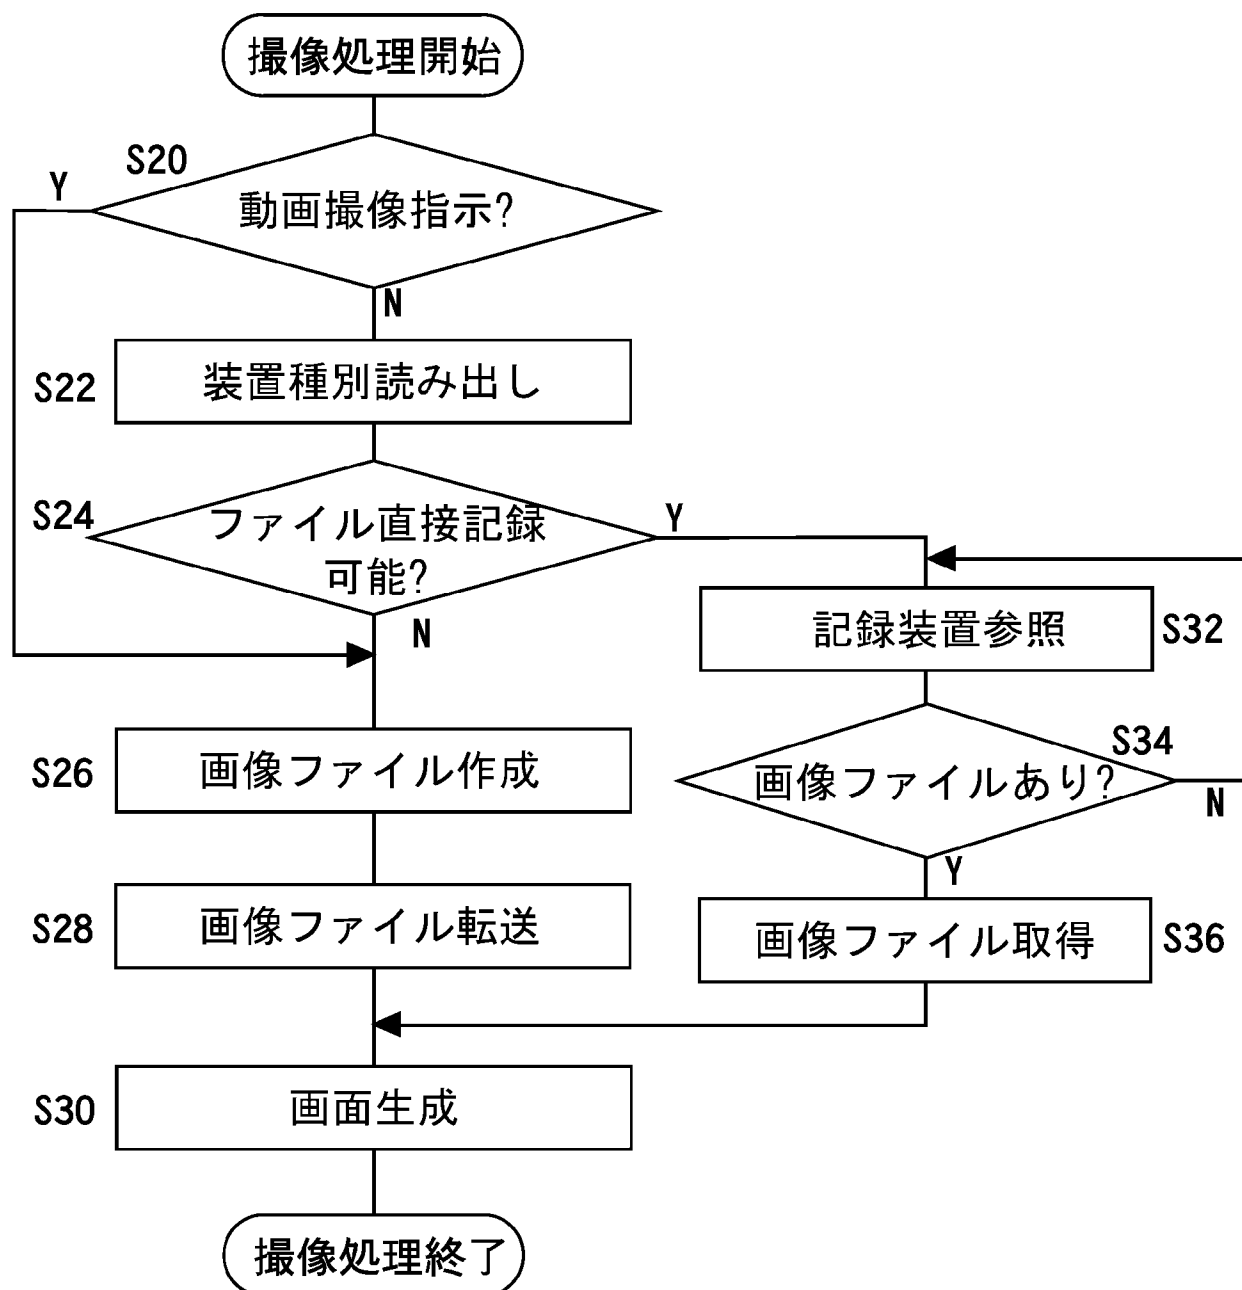 撮像処理開始
S20
Y
動画撮像指示?
N
S22
装置種別読み出し
S24
ファイル直接記録
可能?
Y
N
記録装置参照
S32
S34
画像ファイルあり?
N
Y
S26
画像ファイル作成
S28
画像ファイル転送
画像ファイル取得
S36
S30
画面生成
撮像処理終了